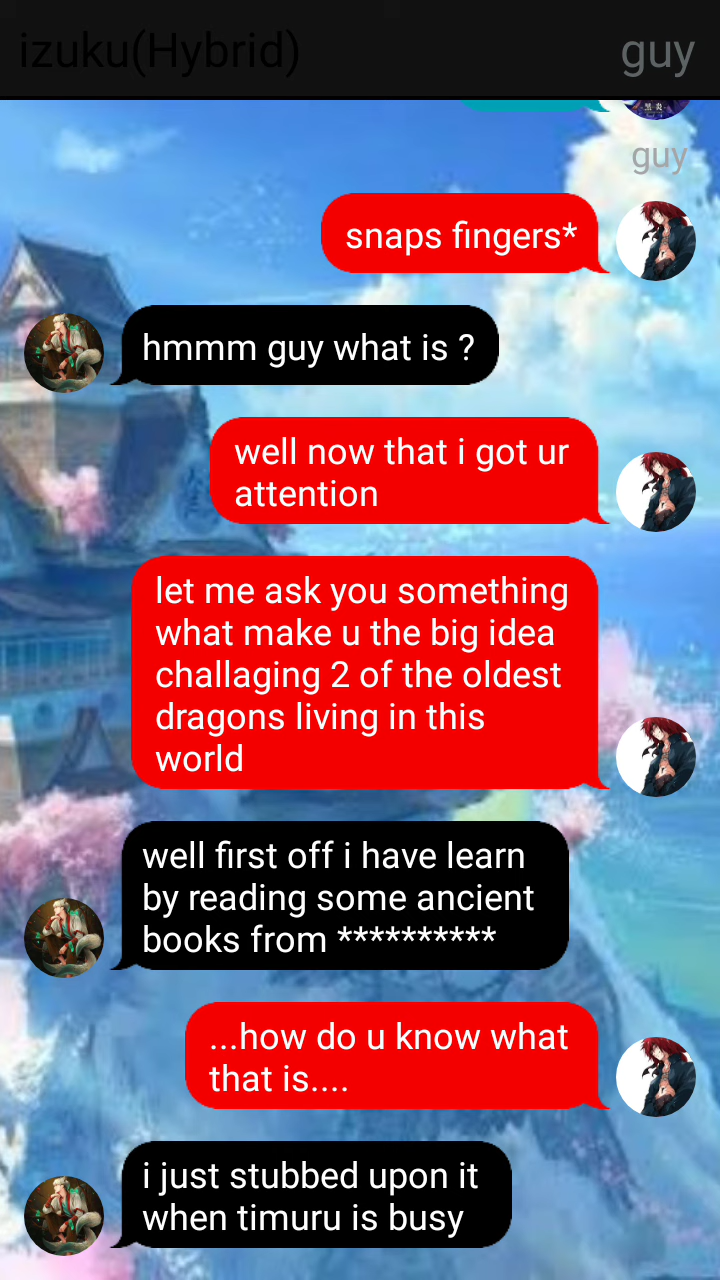 izuku(Hybrid)
guy
guy
snaps fingers*
hmmm guy what is ?
well now that i got ur
attention
let me ask you something
what make u the big idea
challaging 2 of the oldest
dragons living in this
world
well first off i have learn
by reading some ancient
books from **********
...how do u know what
that is....
i just stubbed upon it
when timuru is busy